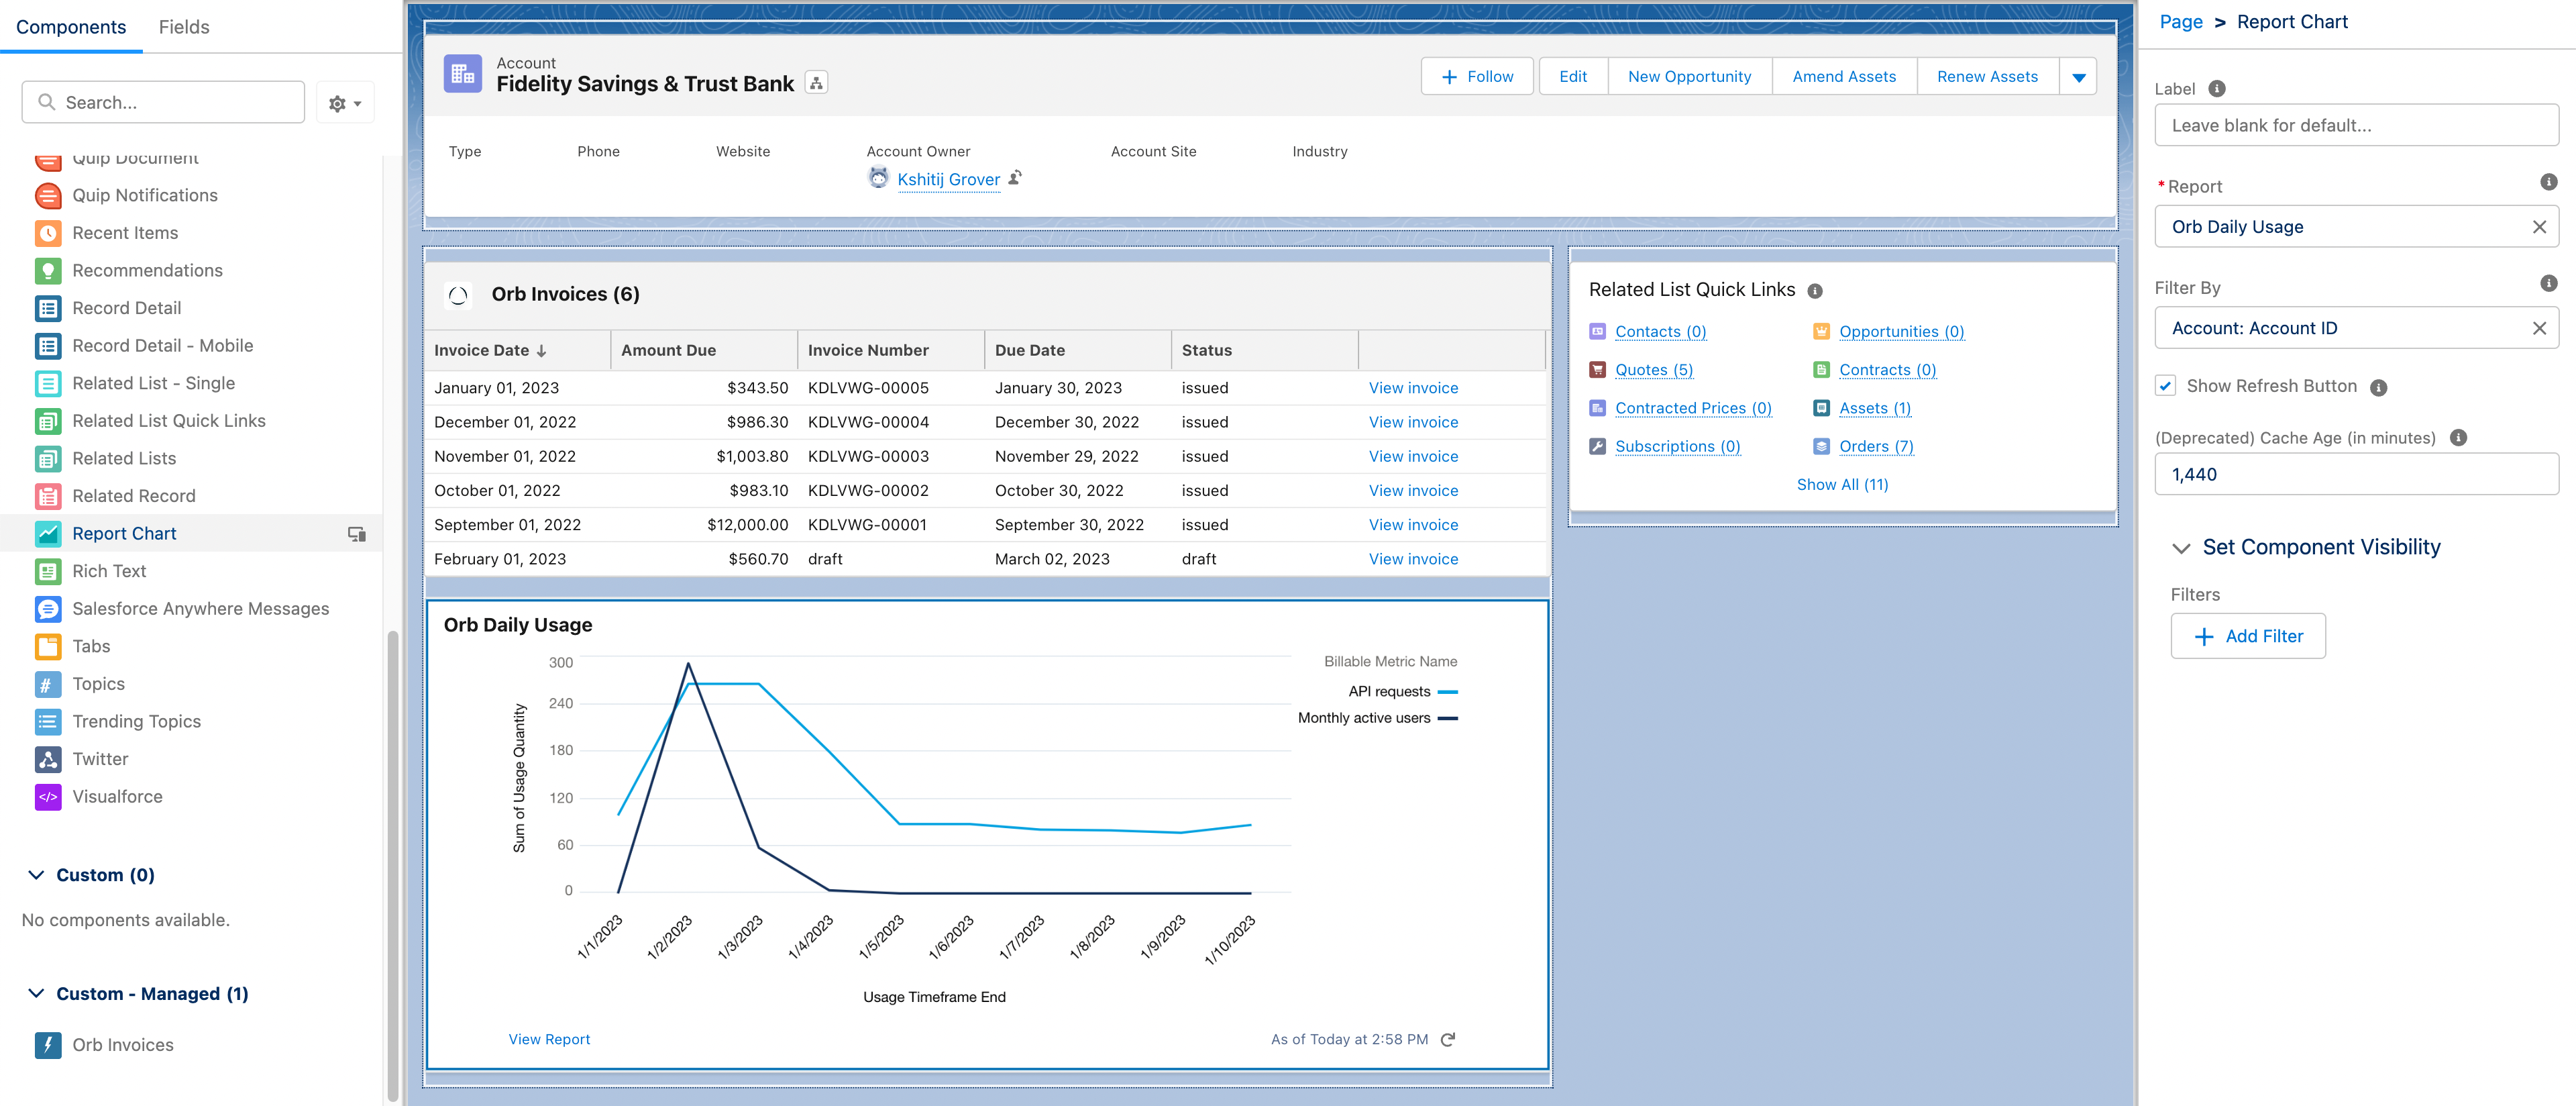 Components
Fields
Search...
Quip Document
Quip Notifications
Recent Items
Recommendations
Record Detail
Record Detail - Mobile
Related List - Single
Related List Quick Links
Related Lists
Related Record
Report Chart
Rich Text
Salesforce Anywhere Messages
Tabs
# Topics
Trending Topics
Twitter
</> Visualforce
Custom (0)
No components available.
Custom - Managed (1)
Orb Invoices
Account
Fidelity Savings & Trust Bank
+ Follow
Edit
New Opportunity
Amend Assets
Renew Assets
Type
Phone
Website
Account Owner
Kshitij Grover
Account Site
Industry
Orb Invoices (6)
Invoice Date ↓ Amount Due Invoice Number Due Date Status
January 01, 2023 $343.50 KDLVWG-00005 January 30, 2023 issued View invoice
December 01, 2022 $986.30 KDLVWG-00004 December 30, 2022 issued View invoice
November 01, 2022 $1,003.80 KDLVWG-00003 November 29, 2022 issued View invoice
October 01, 2022 $983.10 KDLVWG-00002 October 30, 2022 issued View invoice
September 01, 2022 $12,000.00 KDLVWG-00001 September 30, 2022 issued View invoice
February 01, 2023 $560.70 draft March 02, 2023 draft View invoice
Orb Daily Usage
Sum of Usage Quantity
300
240
180
120
60
0
1/1/2023
1/2/2023
1/3/2023
1/4/2023
1/5/2023
1/6/2023
1/7/2023
1/8/2023
1/9/2023
1/10/2023
Usage Timeframe End
Billable Metric Name
API requests
Monthly active users
View Report
As of Today at 2:58 PM
Related List Quick Links
Contacts (0)
Opportunities (0)
Quotes (5)
Contracts (0)
Contracted Prices (0)
Assets (1)
Subscriptions (0)
Orders (7)
Show All (11)
Page > Report Chart
Label
Leave blank for default...
*Report
Orb Daily Usage
Filter By
Account: Account ID
Show Refresh Button
(Deprecated) Cache Age (in minutes)
1,440
Set Component Visibility
Filters
+ Add Filter